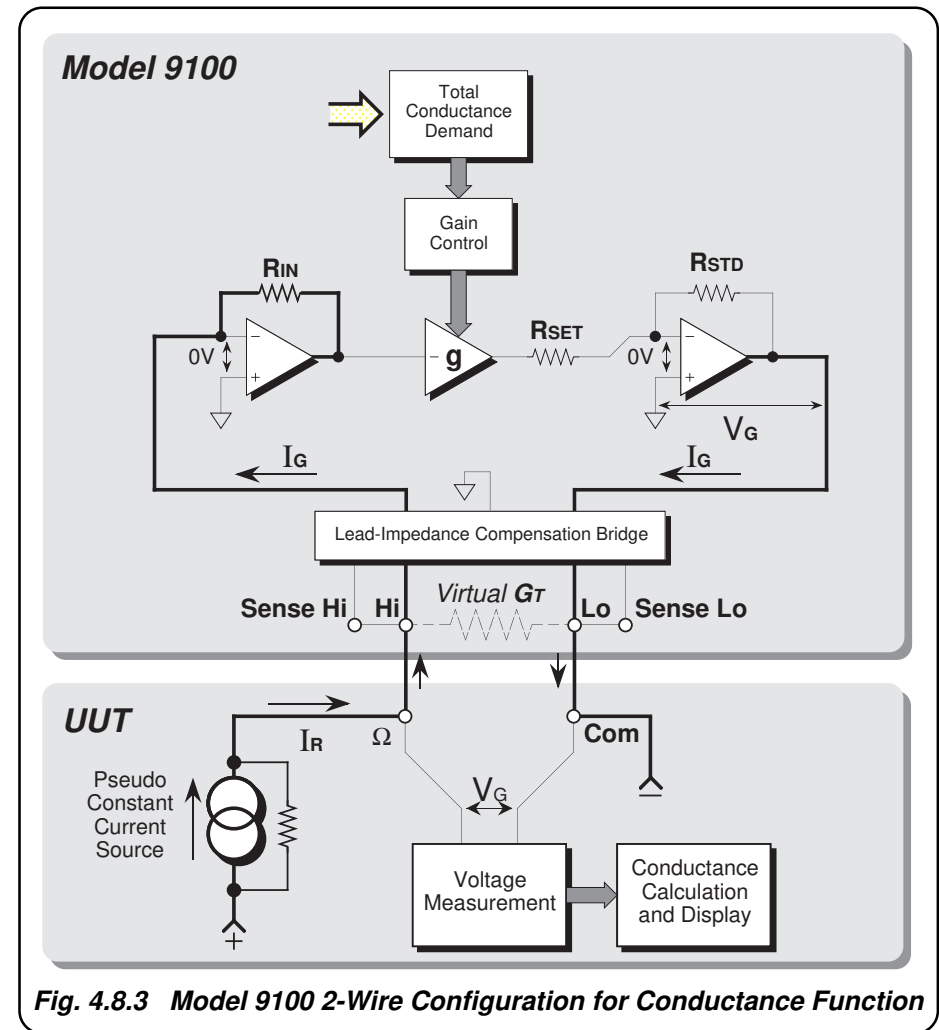 Model 9100
Total
Conductance
Demand
Gain
Control
RIN
RSTD
RSET
0V
−
+
− g
0V
−
+
VG
IG
IG
Lead-Impedance Compensation Bridge
Virtual GT
Sense Hi Hi
Lo Sense Lo
UUT
IR
Ω
Com
Pseudo
Constant
Current
Source
VG
Voltage
Measurement
Conductance
Calculation
and Display
+
−
Fig. 4.8.3 Model 9100 2-Wire Configuration for Conductance Function